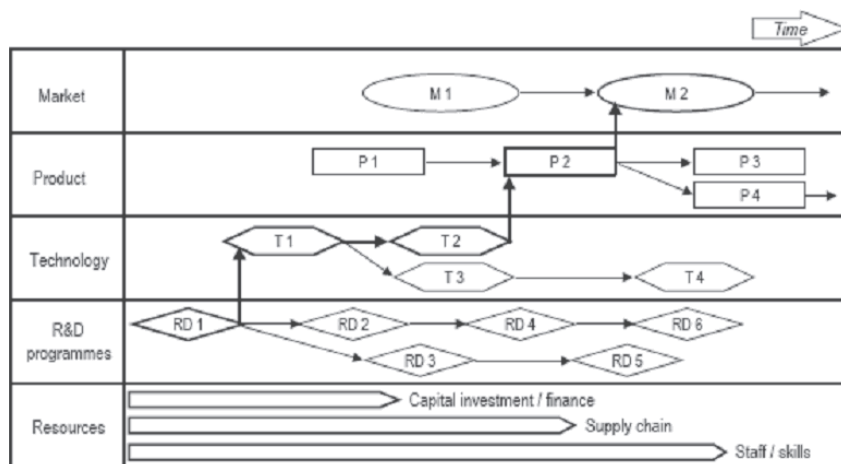 Time
Market
M 1
M 2
Product
P 1
P 2
P 3
P 4
Technology
T 1
T 2
T 3
T 4
R&D
programmes
RD 1
RD 2
RD 4
RD 6
RD 3
RD 5
Resources
Capital investment / finance
Supply chain
Staff / skills